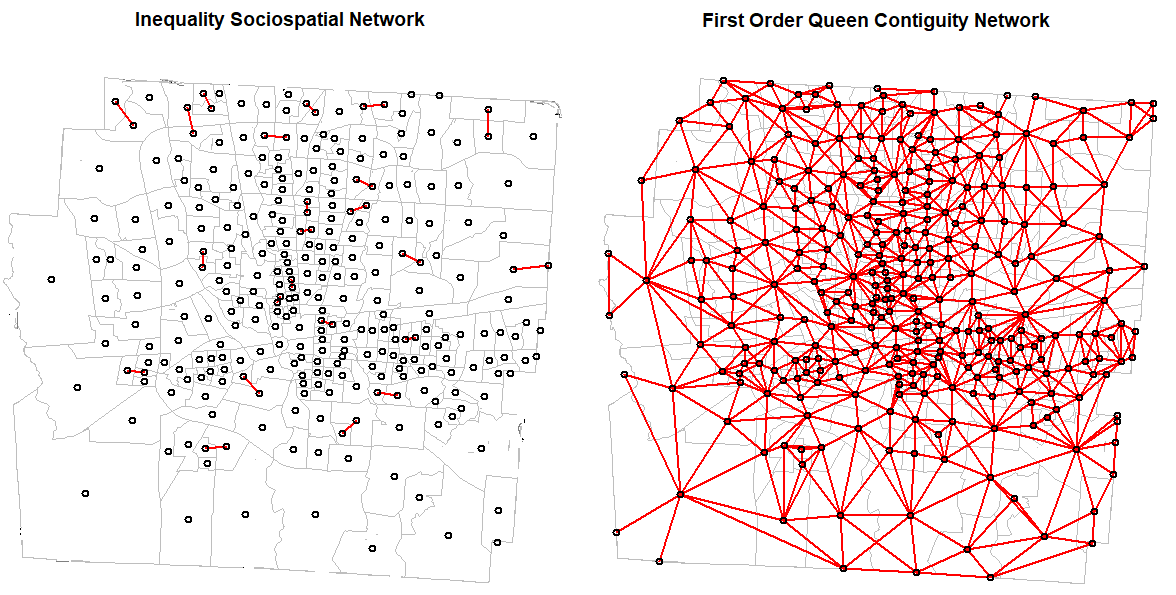 Inequality Sociospatial Network
First Order Queen Contiguity Network